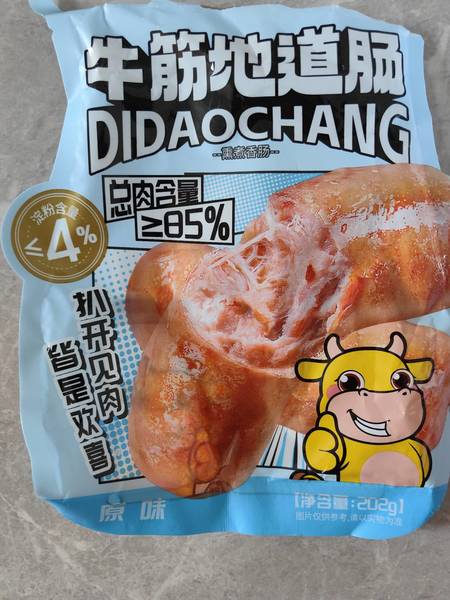 牛筋地道肠
DIDAOCHANG
--熏煮香肠--
总肉含量
≥85%
淀粉含量
≤4%
扒开见肉
皆是欢喜
原味
[净含量:202g]
图片仅供参考,请以实物为准